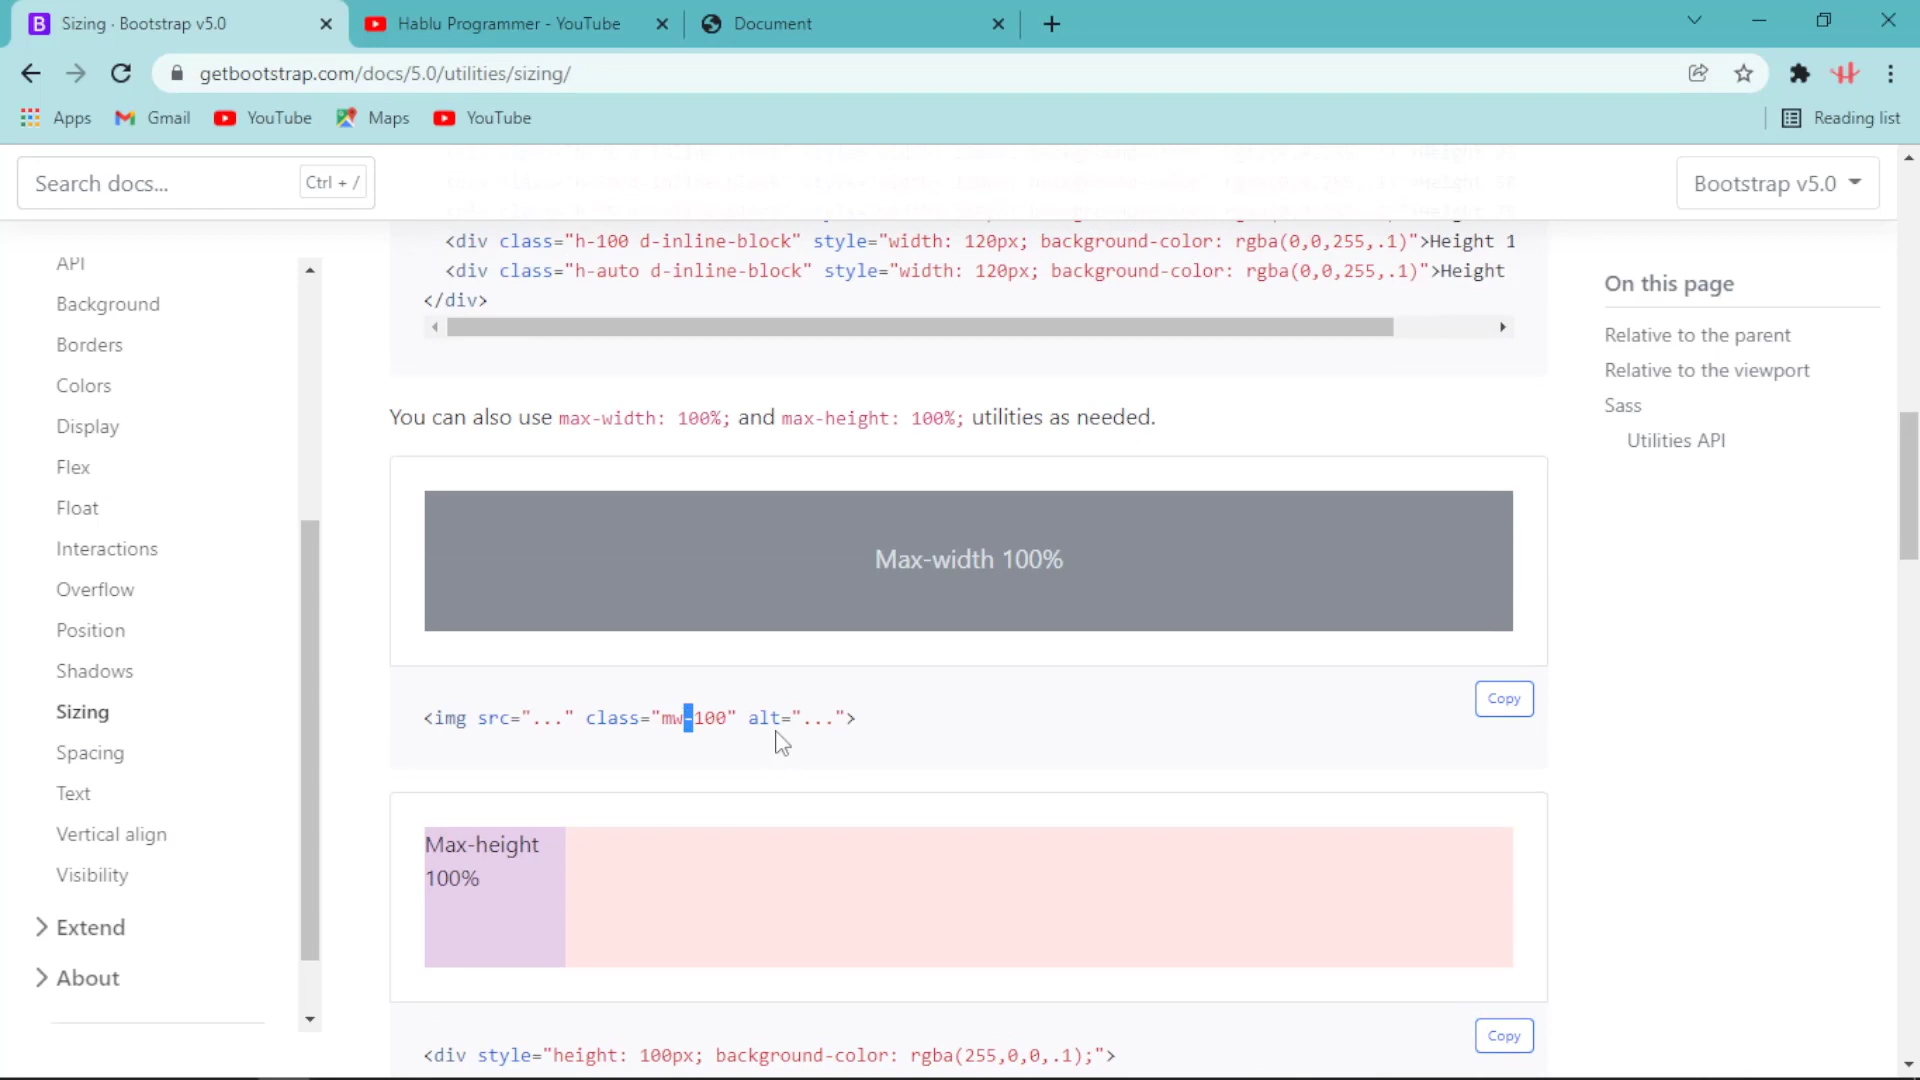 Sizing · Bootstrap v5.0
Hablu Programmer - YouTube
Document
getbootstrap.com/docs/5.0/utilities/sizing/
Apps
Gmail
YouTube
Maps
YouTube
Reading list
Search docs...
Ctrl + /
Bootstrap v5.0
API
Background
Borders
Colors
Display
Flex
Float
Interactions
Overflow
Position
Shadows
Sizing
Spacing
Text
Vertical align
Visibility
Extend
About
<div class="h-100 d-inline-block" style="width: 120px; background-color: rgba(0,0,255,.1)">Height 1
<div class="h-auto d-inline-block" style="width: 120px; background-color: rgba(0,0,255,.1)">Height
</div>
You can also use max-width: 100%; and max-height: 100%; utilities as needed.
Max-width 100%
Copy
<img src="..." class="mw-100" alt="...">
Max-height
100%
Copy
<div style="height: 100px; background-color: rgba(255,0,0,.1);">
On this page
Relative to the parent
Relative to the viewport
Sass
Utilities API